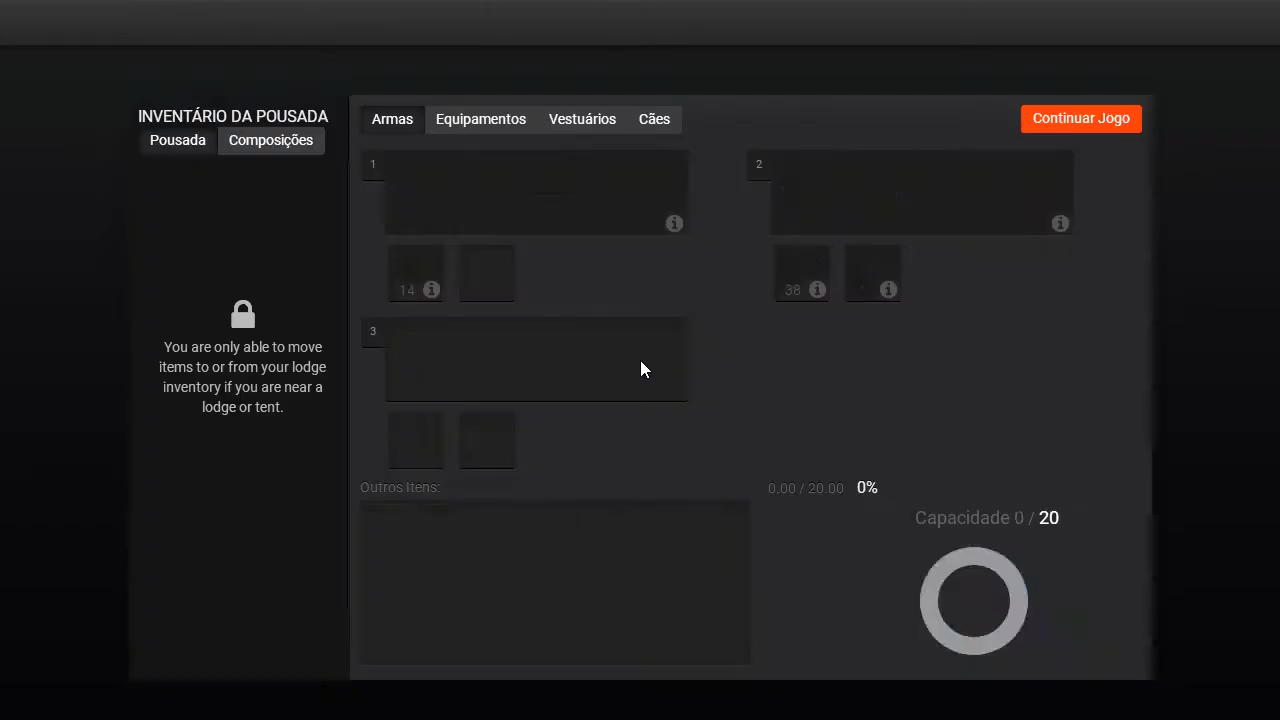 INVENTÁRIO DA POUSADA
Pousada Composições
You are only able to move
items to or from your lodge
inventory if you are near a
lodge or tent.
Armas Equipamentos Vestuários Cães
Continuar Jogo
1
2
14
38
3
Outros Itens:
0.00 / 20.00 0%
Capacidade 0 / 20